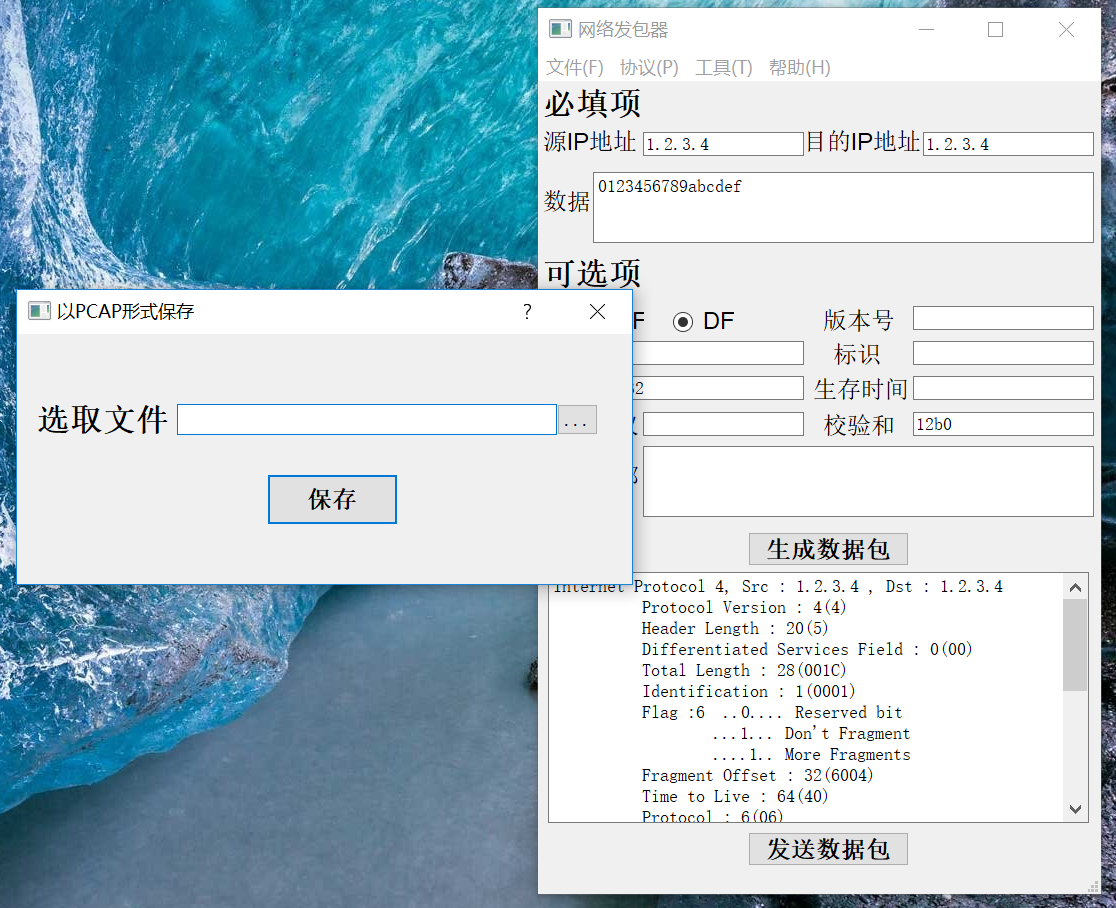 网络发包器
文件(F) 协议(P) 工具(T) 帮助(H)
必填项
源IP地址 1.2.3.4 目的IP地址 1.2.3.4
数据 0123456789abcdef
可选项
DF 版本号
标识
生存时间
校验和 12b0
生成数据包
Internet Protocol 4, Src : 1.2.3.4 , Dst : 1.2.3.4
Protocol Version : 4(4)
Header Length : 20(5)
Differentiated Services Field : 0(00)
Total Length : 28(001C)
Identification : 1(0001)
Flag :6 ..0.... Reserved bit
...1... Don't Fragment
....1.. More Fragments
Fragment Offset : 32(6004)
Time to Live : 64(40)
Protocol : 6(06)
发送数据包
以PCAP形式保存 ?
选取文件 ...
保存